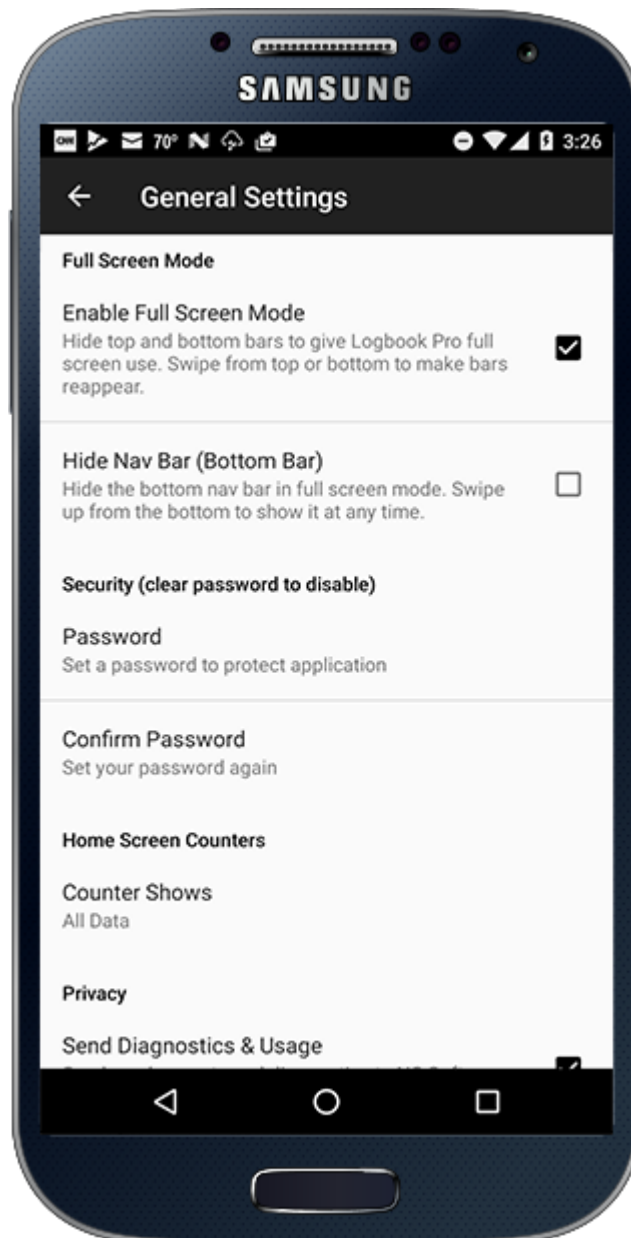 SAMSUNG
CNN 70° N 3:26
General Settings
Full Screen Mode
Enable Full Screen Mode
Hide top and bottom bars to give Logbook Pro full
screen use. Swipe from top or bottom to make bars
reappear.
Hide Nav Bar (Bottom Bar)
Hide the bottom nav bar in full screen mode. Swipe
up from the bottom to show it at any time.
Security (clear password to disable)
Password
Set a password to protect application
Confirm Password
Set your password again
Home Screen Counters
Counter Shows
All Data
Privacy
Send Diagnostics & Usage